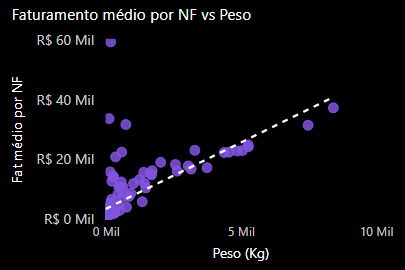 Faturamento médio por NF vs Peso
Fat médio por NF
R$ 60 Mil
R$ 40 Mil
R$ 20 Mil
R$ 0 Mil
0 Mil
5 Mil
10 Mil
Peso (Kg)